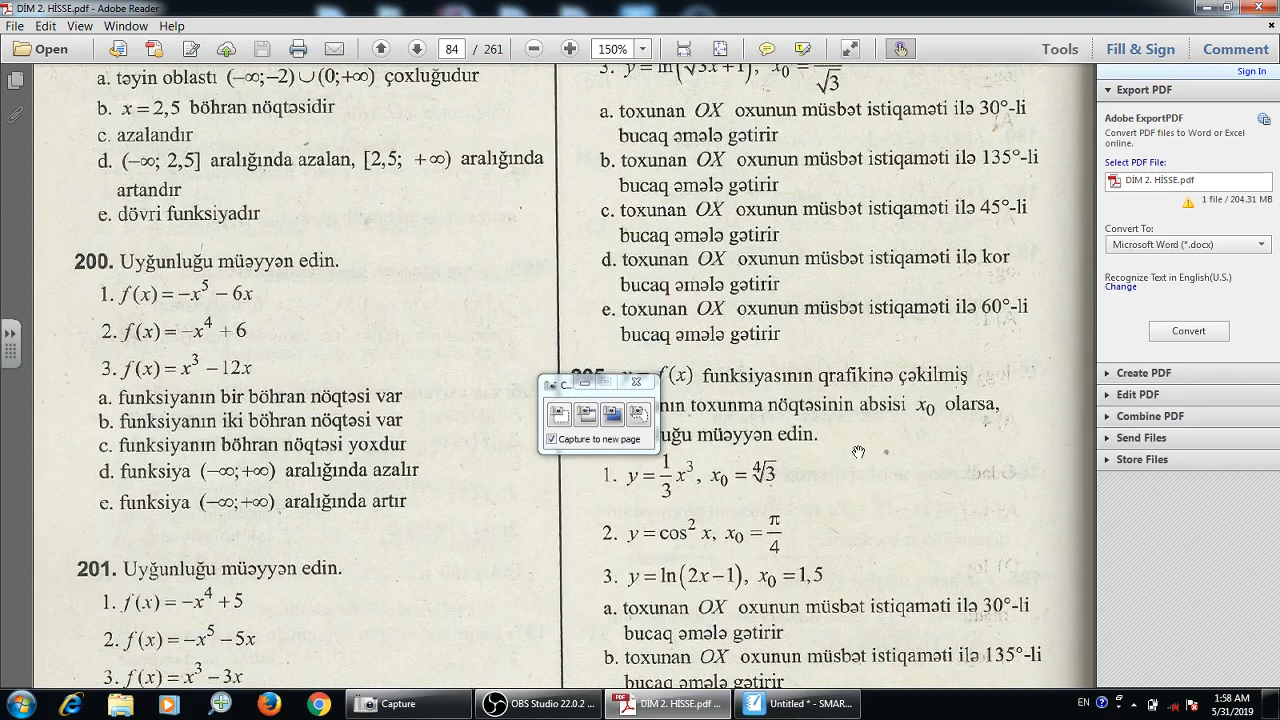 DİM 2. HİSSE.pdf - Adobe Reader
File Edit View Window Help
Open
84 / 261
150%
Tools
Fill & Sign
Comment
a. təyin oblastı (−∞;−2)∪(0;+∞) çoxluğudur
b. x = 2,5 böhran nöqtəsidir
c. azalandır
d. (−∞; 2,5] aralığında azalan, [2,5; +∞) aralığında
artandır
e. dövri funksiyadır
200. Uyğunluğu müəyyən edin.
1. f(x) = −x⁵ − 6x
2. f(x) = −x⁴ + 6
3. f(x) = x³ − 12x
a. funksiyanın bir böhran nöqtəsi var
b. funksiyanın iki böhran nöqtəsi var
c. funksiyanın böhran nöqtəsi yoxdur
d. funksiya (−∞;+∞) aralığında azalır
e. funksiya (−∞;+∞) aralığında artır
201. Uyğunluğu müəyyən edin.
1. f(x) = −x⁴ + 5
2. f(x) = −x⁵ − 5x
3. f(x) = x³ − 3x
3. y = ln(√3x+1), x₀ = /√3
a. toxunan OX oxunun müsbət istiqaməti ilə 30°-li
bucaq əmələ gətirir
b. toxunan OX oxunun müsbət istiqaməti ilə 135°-li
bucaq əmələ gətirir
c. toxunan OX oxunun müsbət istiqaməti ilə 45°-li
bucaq əmələ gətirir
d. toxunan OX oxunun müsbət istiqaməti ilə kor
bucaq əmələ gətirir
e. toxunan OX oxunun müsbət istiqaməti ilə 60°-li
bucaq əmələ gətirir
f(x) funksiyasının qrafikinə çəkilmiş
nın toxunma nöqtəsinin absisi x₀ olarsa,
uğu müəyyən edin.
1. y = 1/3 x³, x₀ = ⁴√3
2. y = cos² x, x₀ = π/4
3. y = ln(2x−1), x₀ = 1,5
a. toxunan OX oxunun müsbət istiqaməti ilə 30°-li
bucaq əmələ gətirir
b. toxunan OX oxunun müsbət istiqaməti ilə 135°-li
bucaq əmələ gətirir
C...
Capture to new page
Sign In
Export PDF
Adobe ExportPDF
Convert PDF files to Word or Excel
online.
Select PDF File:
DİM 2. HİSSE.pdf
1 file / 204.31 MB
Convert To:
Microsoft Word (*.docx)
Recognize Text in English(U.S.)
Change
Convert
Create PDF
Edit PDF
Combine PDF
Send Files
Store Files
Capture
OBS Studio 22.0.2 ...
DİM 2. HİSSE.pdf ...
Untitled * - SMAR...
EN
1:58 AM
5/31/2019